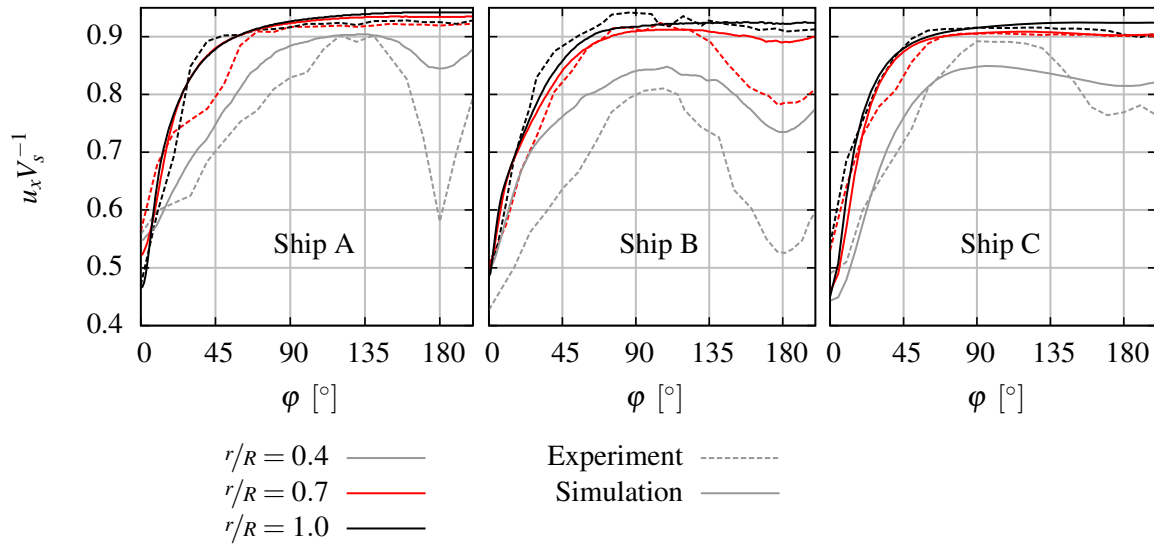 0.9
0.8
0.7
0.6
0.5
0.4
u_x V_s^{-1}
Ship A
Ship B
Ship C
0 45 90 135 180
0 45 90 135 180
0 45 90 135 180
φ [°]
φ [°]
φ [°]
r/R = 0.4
r/R = 0.7
r/R = 1.0
Experiment
Simulation